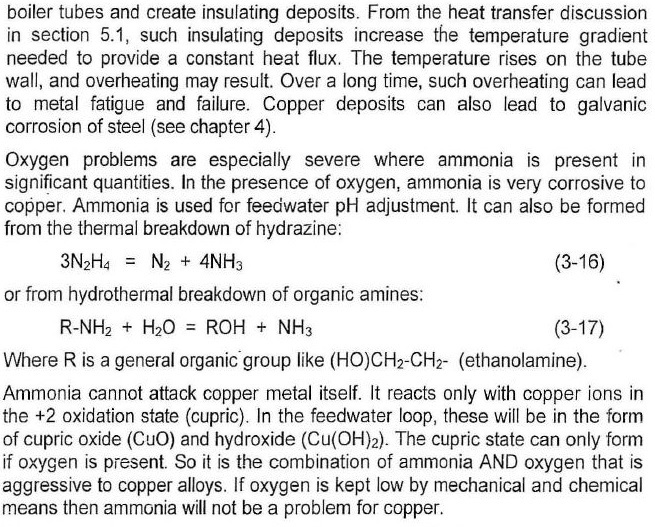 boiler tubes and create insulating deposits. From the heat transfer discussion
in section 5.1, such insulating deposits increase the temperature gradient
needed to provide a constant heat flux. The temperature rises on the tube
wall, and overheating may result. Over a long time, such overheating can lead
to metal fatigue and failure. Copper deposits can also lead to galvanic
corrosion of steel (see chapter 4).
Oxygen problems are especially severe where ammonia is present in
significant quantities. In the presence of oxygen, ammonia is very corrosive to
copper. Ammonia is used for feedwater pH adjustment. It can also be formed
from the thermal breakdown of hydrazine:
3N₂H₄ = N₂ + 4NH₃ (3-16)
or from hydrothermal breakdown of organic amines:
R-NH₂ + H₂O = ROH + NH₃ (3-17)
Where R is a general organic group like (HO)CH₂-CH₂- (ethanolamine).
Ammonia cannot attack copper metal itself. It reacts only with copper ions in
the +2 oxidation state (cupric). In the feedwater loop, these will be in the form
of cupric oxide (CuO) and hydroxide (Cu(OH)₂). The cupric state can only form
if oxygen is present. So it is the combination of ammonia AND oxygen that is
aggressive to copper alloys. If oxygen is kept low by mechanical and chemical
means then ammonia will not be a problem for copper.